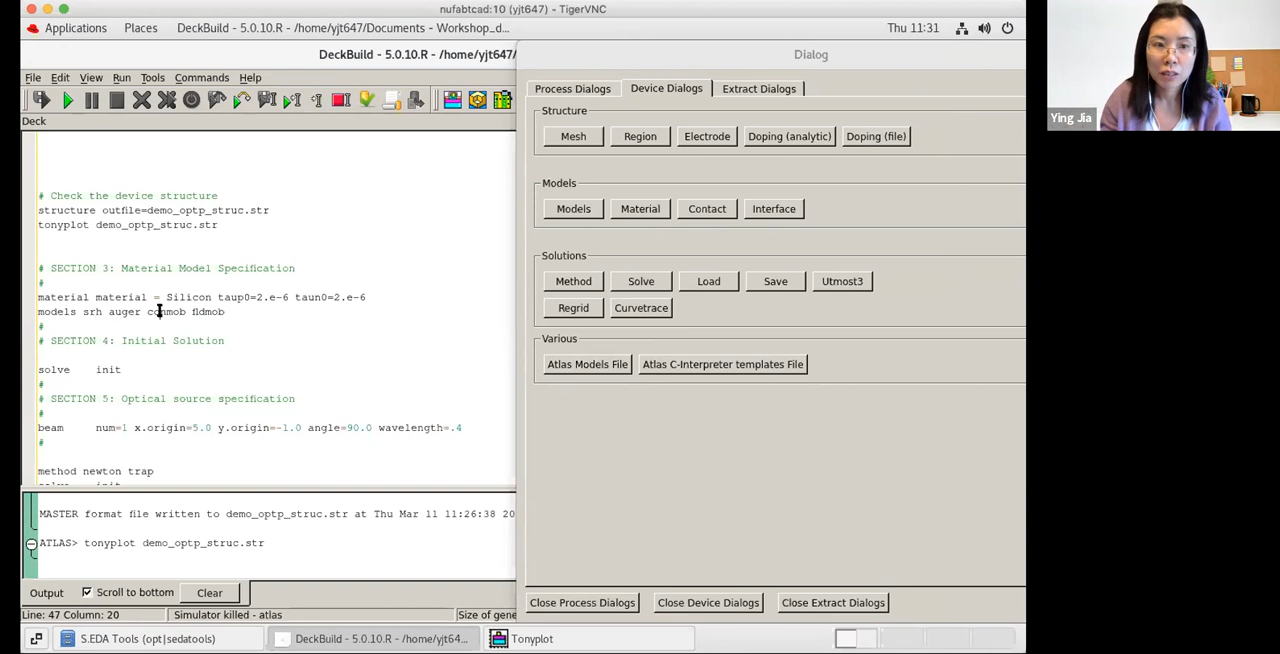 nufabtcad:10 (yjt647) - TigerVNC
Applications Places DeckBuild - 5.0.10.R - /home/yjt647/Documents - Workshop_d... Thu 11:31
DeckBuild - 5.0.10.R - /home/yjt647/
Dialog
File Edit View Run Tools Commands Help
Process Dialogs Device Dialogs Extract Dialogs
Deck
Structure
Mesh Region Electrode Doping (analytic) Doping (file)
Models
Models Material Contact Interface
Solutions
Method Solve Load Save Utmost3
Regrid Curvetrace
Various
Atlas Models File Atlas C-Interpreter templates File
Close Process Dialogs Close Device Dialogs Close Extract Dialogs
# Check the device structure
structure outfile=demo_optp_struc.str
tonyplot demo_optp_struc.str
# SECTION 3: Material Model Specification
#
material material = Silicon taup0=2.e-6 taun0=2.e-6
models srh auger conmob fldmob
#
# SECTION 4: Initial Solution
solve init
#
# SECTION 5: Optical source specification
#
beam num=1 x.origin=5.0 y.origin=-1.0 angle=90.0 wavelength=.4
#
method newton trap
MASTER format file written to demo_optp_struc.str at Thu Mar 11 11:26:38 20
ATLAS> tonyplot demo_optp_struc.str
Output Scroll to bottom Clear
Line: 47 Column: 20 Simulator killed - atlas Size of gene
S.EDA Tools (opt|sedatools) DeckBuild - 5.0.10.R - /home/yjt64... Tonyplot
Ying Jia